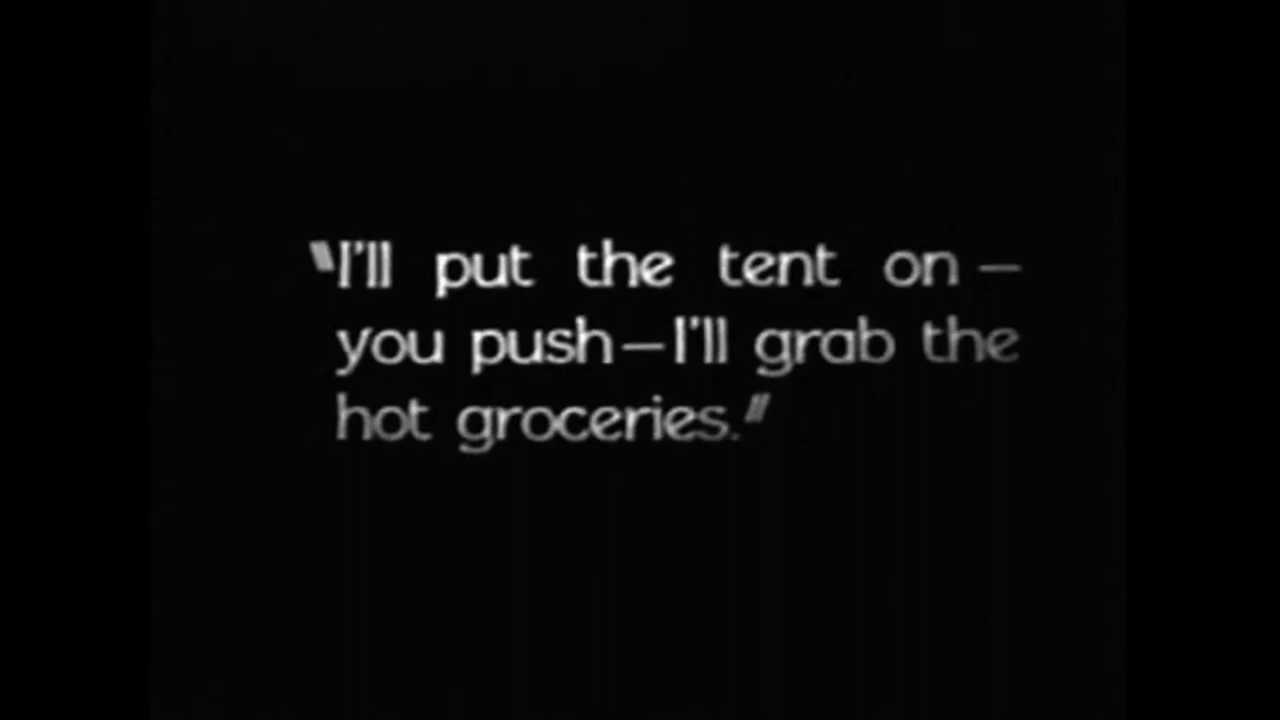 "I'll put the tent on —
you push — I'll grab the
hot groceries."